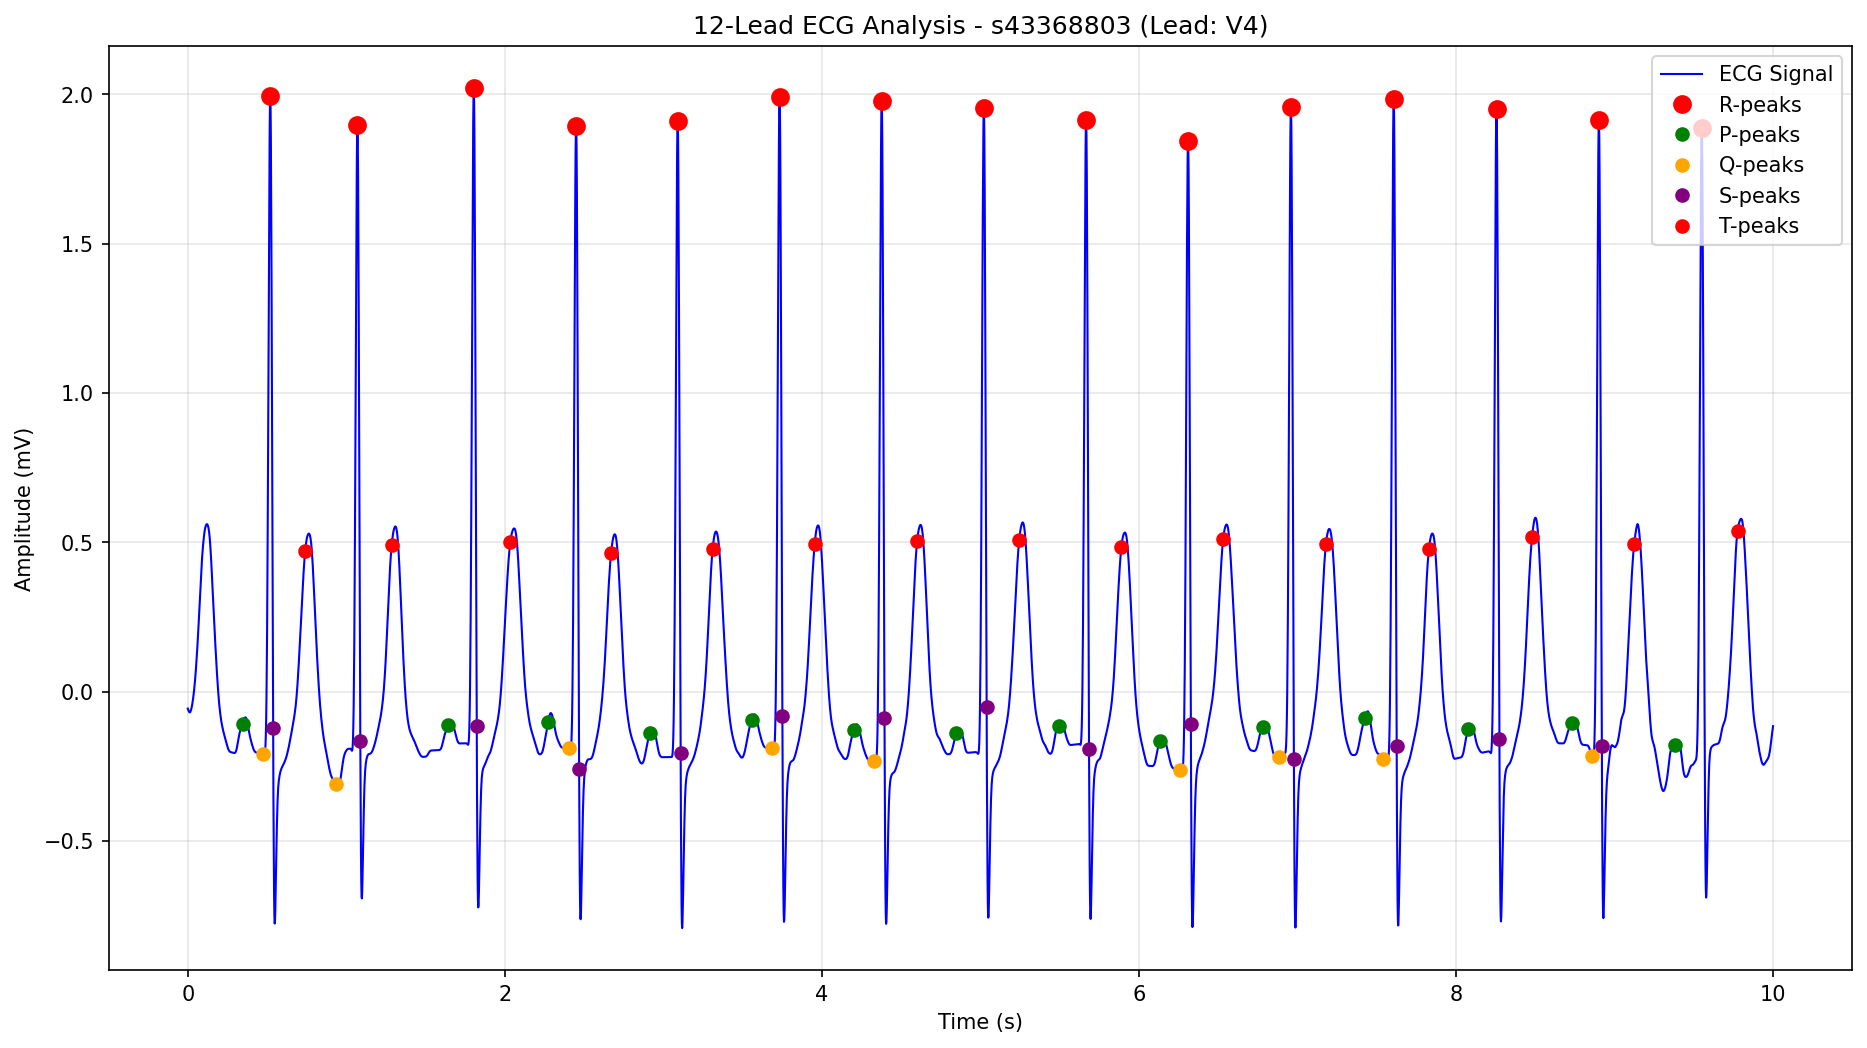 12-Lead ECG Analysis - s43368803 (Lead: V4)
ECG Signal
R-peaks
P-peaks
Q-peaks
S-peaks
T-peaks
Amplitude (mV)
2.0
1.5
1.0
0.5
0.0
−0.5
0 2 4 6 8 10
Time (s)